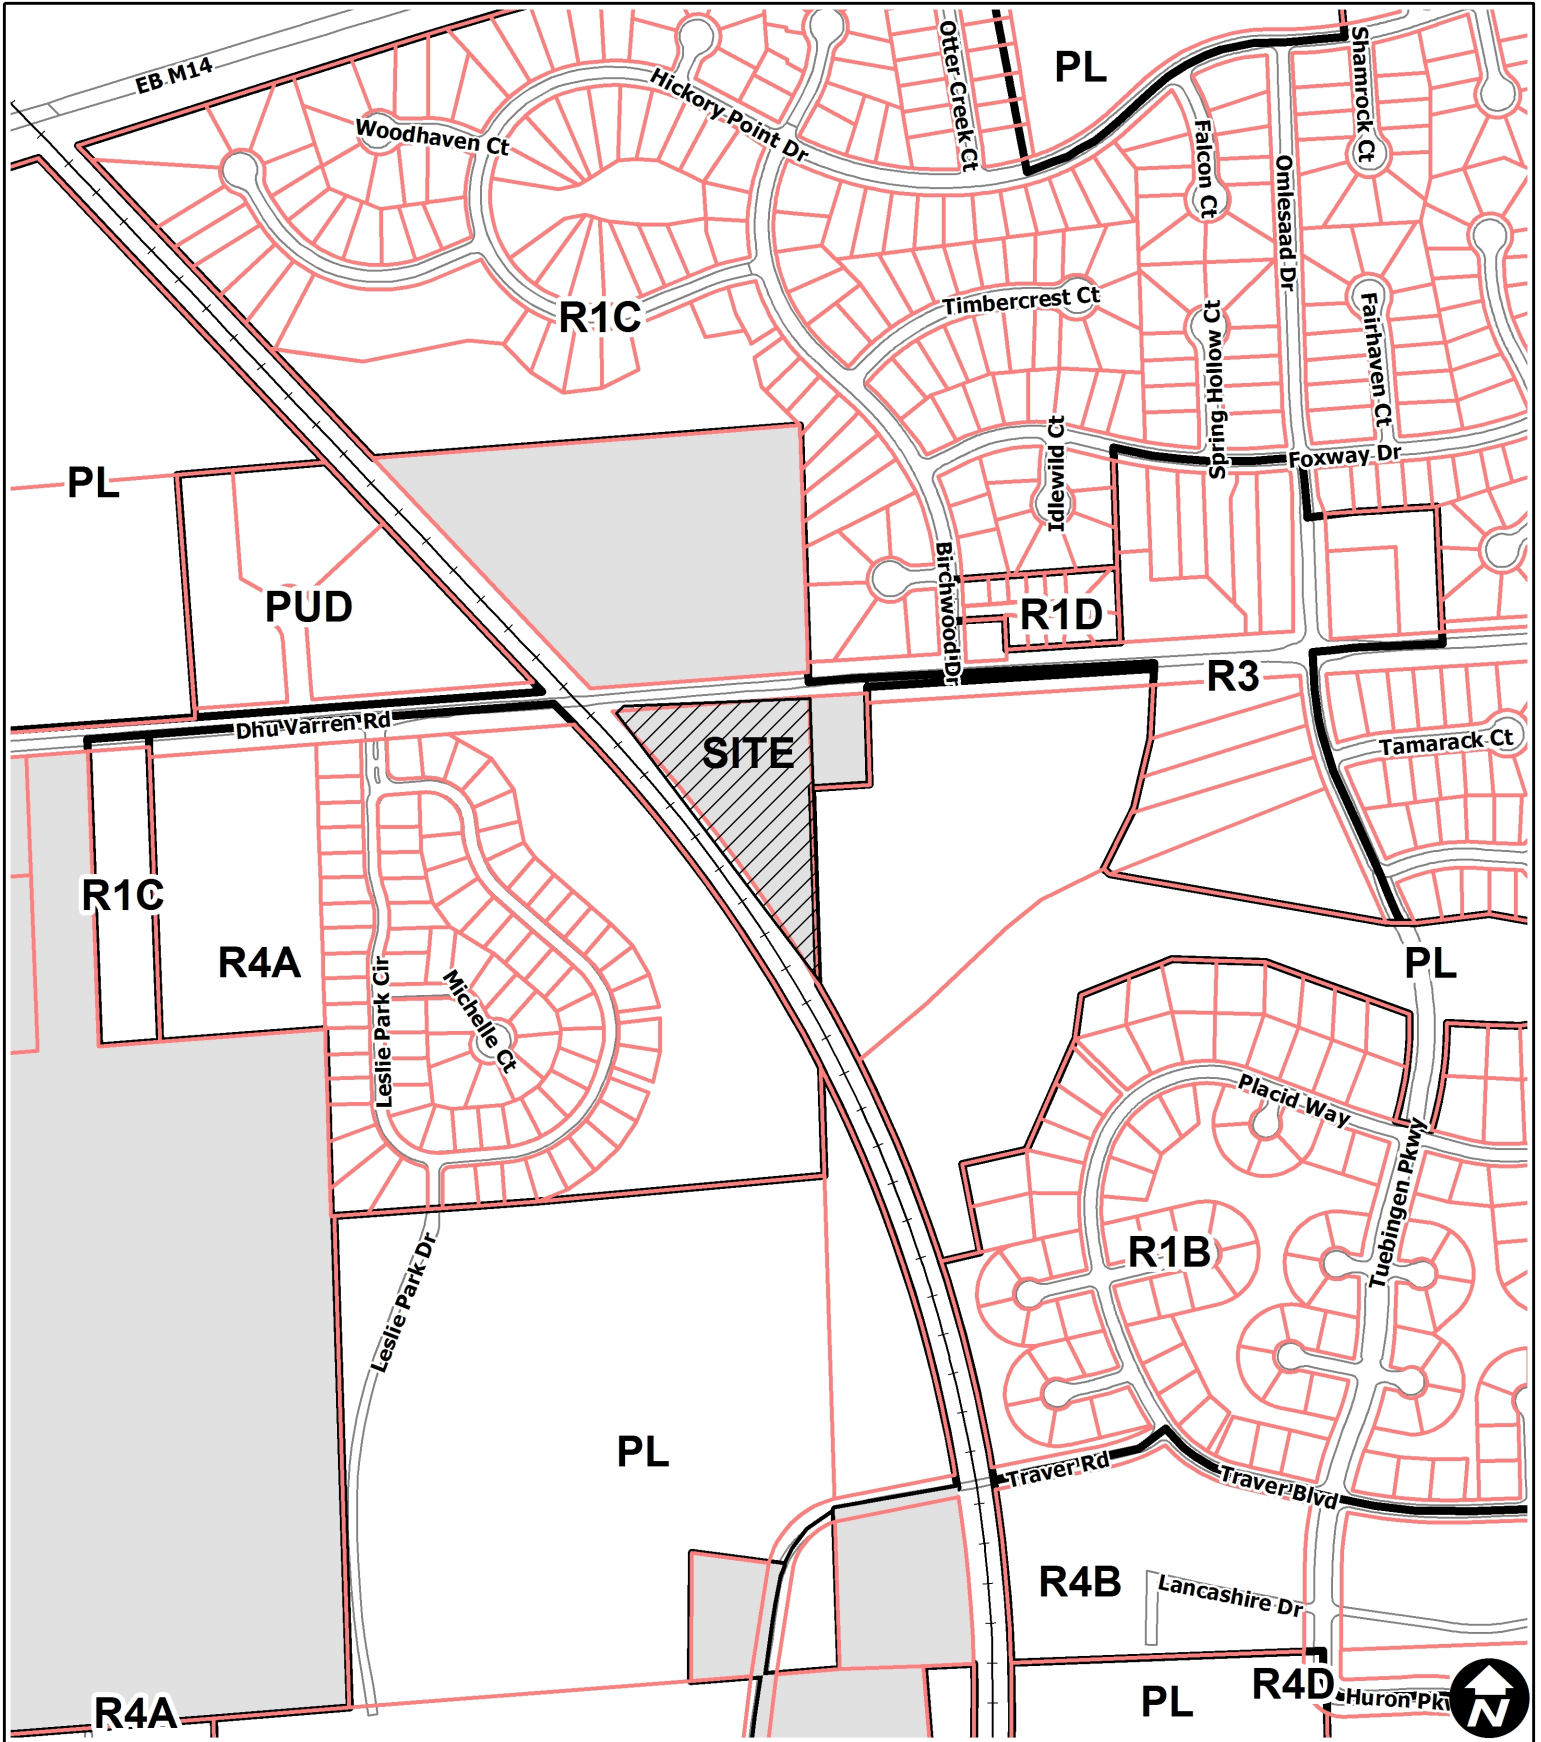 EB M14
Woodhaven Ct
Hickory Point Dr
Otter Creek Ct
PL
Shamrock Ct
Falcon Ct
Omlesaad Dr
R1C
Timbercrest Ct
Spring Hollow Ct
Fairhaven Ct
PL
Idlewild Ct
Foxway Dr
PUD
Birchwood Dr
R1D
R3
Dhu Varren Rd
SITE
Tamarack Ct
R1C
R4A
Leslie Park Cir
Michelle Ct
PL
Placid Way
Tuebingen Pkwy
R1B
Leslie Park Dr
PL
Traver Rd
Traver Blvd
R4B
Lancashire Dr
R4A
PL
R4D
Huron Pk
N